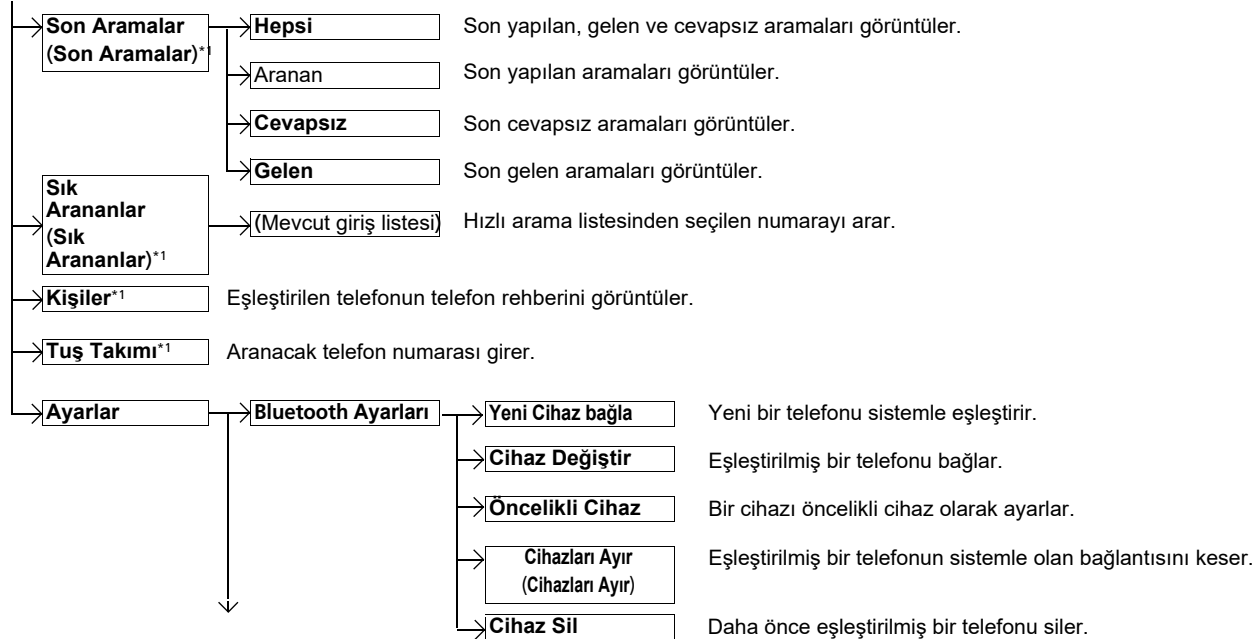 Son Aramalar
(Son Aramalar)*1
Hepsi
Son yapılan, gelen ve cevapsız aramaları görüntüler.
Aranan
Son yapılan aramaları görüntüler.
Cevapsız
Son cevapsız aramaları görüntüler.
Gelen
Son gelen aramaları görüntüler.
Sık
Arananlar
(Sık
Arananlar)*1
(Mevcut giriş listesi)
Hızlı arama listesinden seçilen numarayı arar.
Kişiler*1
Eşleştirilen telefonun telefon rehberini görüntüler.
Tuş Takımı*1
Aranacak telefon numarası girer.
Ayarlar
Bluetooth Ayarları
Yeni Cihaz bağla
Yeni bir telefonu sistemle eşleştirir.
Cihaz Değiştir
Eşleştirilmiş bir telefonu bağlar.
Öncelikli Cihaz
Bir cihazı öncelikli cihaz olarak ayarlar.
Cihazları Ayır
(Cihazları Ayır)
Eşleştirilmiş bir telefonun sistemle olan bağlantısını keser.
Cihaz Sil
Daha önce eşleştirilmiş bir telefonu siler.